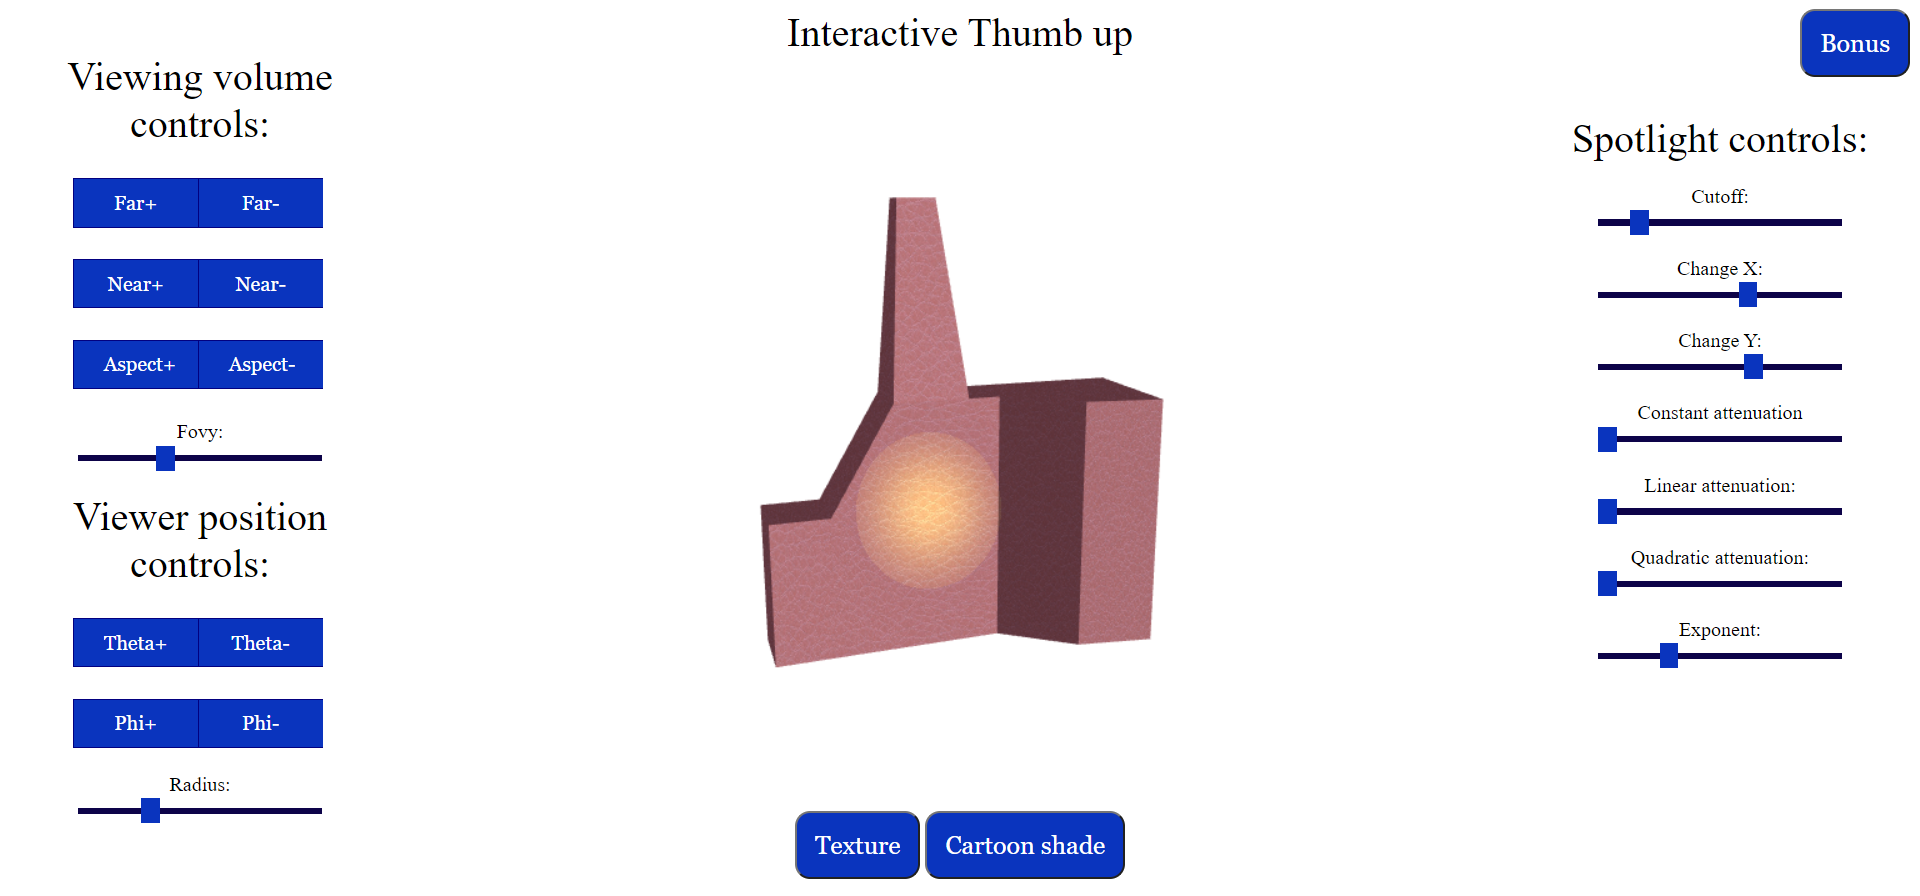 Interactive Thumb up
Bonus
Viewing volume
controls:
Far+ Far-
Near+ Near-
Aspect+ Aspect-
Fovy:
Viewer position
controls:
Theta+ Theta-
Phi+ Phi-
Radius:
Texture Cartoon shade
Spotlight controls:
Cutoff:
Change X:
Change Y:
Constant attenuation
Linear attenuation:
Quadratic attenuation:
Exponent: